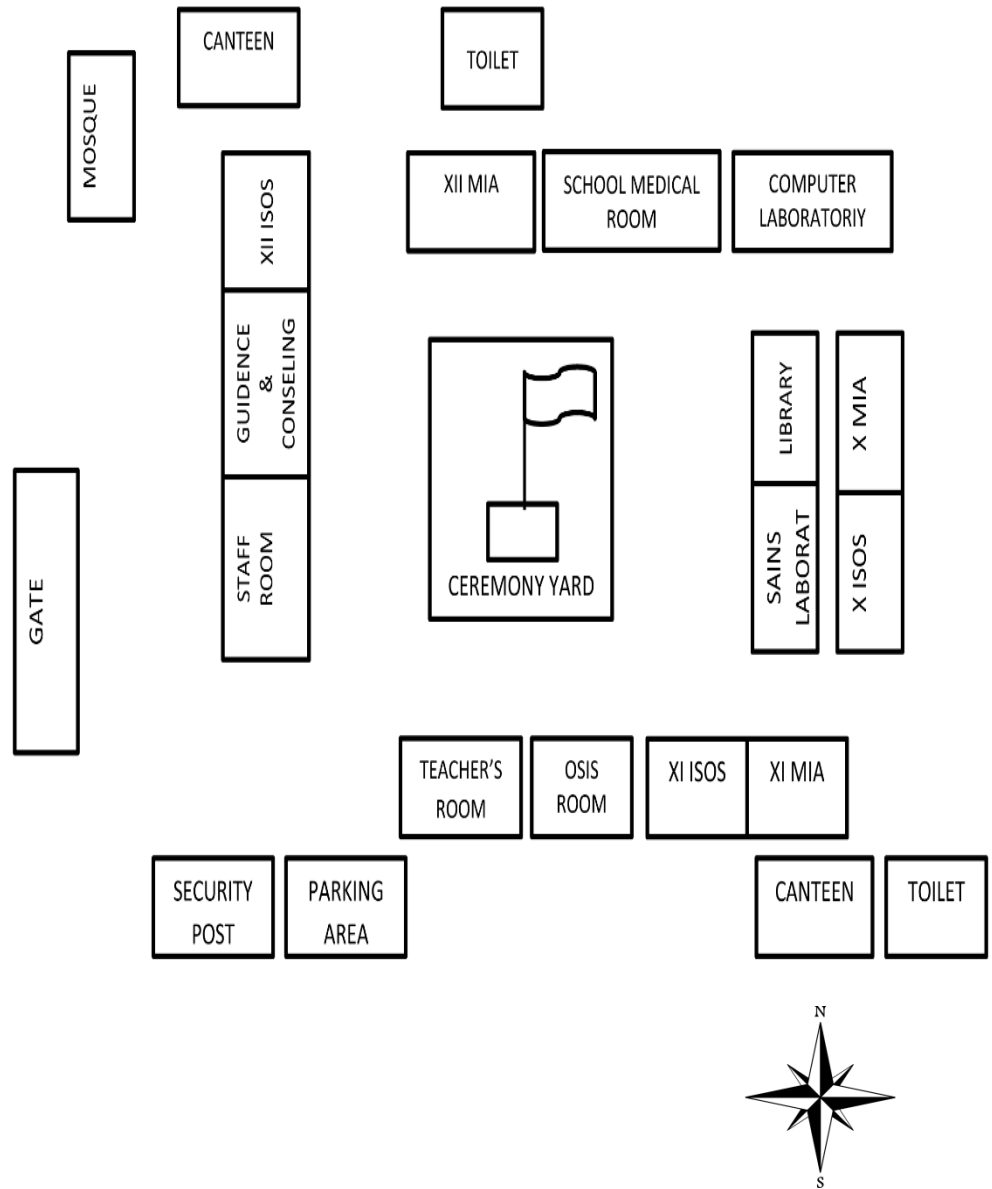 CANTEEN
TOILET
MOSQUE
XII ISOS
XII MIA
SCHOOL MEDICAL
ROOM
COMPUTER
LABORATORIY
GUIDENCE
&
CONSELING
LIBRARY
X MIA
GATE
STAFF
ROOM
CEREMONY YARD
SAINS
LABORAT
X ISOS
TEACHER'S
ROOM
OSIS
ROOM
XI ISOS
XI MIA
SECURITY
POST
PARKING
AREA
CANTEEN
TOILET
N
S